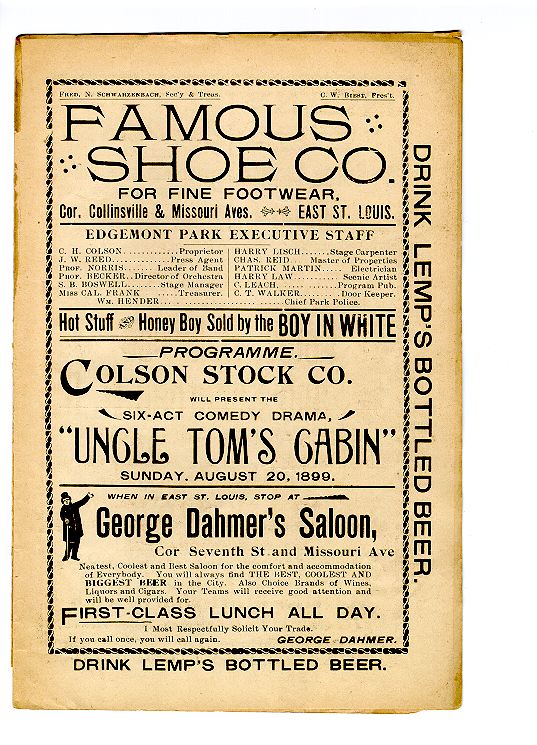 FRED. N. SCHWARZENBACH, Sec'y & Treas. C. W. BIEST, Pres't.
FAMOUS
SHOE CO.
FOR FINE FOOTWEAR,
Cor. Collinsville & Missouri Aves. EAST ST. LOUIS.
EDGEMONT PARK EXECUTIVE STAFF
C. H. COLSON............Proprietor
J. W. REED............Press Agent
PROF. NORRIS.......Leader of Band
PROF. BECKER..Director of Orchestra
S. B. BOSWELL......Stage Manager
Miss CAL. FRANK.......Treasurer.
HARRY LISCH......Stage Carpenter
CHAS. REID....Master of Properties
PATRICK MARTIN.....Electrician
HARRY LAW..........Scenic Artist
C. LEACH,............Program Pub.
C. T. WALKER........Door Keeper.
WM. HENDER..................Chief Park Police.
Hot Stuff Honey Boy Sold by the BOY IN WHITE
PROGRAMME.
COLSON STOCK CO.
WILL PRESENT THE
SIX-ACT COMEDY DRAMA,
"UNGLE TOM'S CABIN"
SUNDAY. AUGUST 20, 1899.
WHEN IN EAST ST. LOUIS, STOP AT
George Dahmer's Saloon,
Cor Seventh St. and Missouri Ave
Neatest, Coolest and Best Saloon for the comfort and accommodation
of Everybody. You will always find THE BEST, COOLEST AND
BIGGEST BEER in the City. Also Choice Brands of Wines,
Liquors and Cigars. Your Teams will receive good attention and
will be well provided for.
FIRST-CLASS LUNCH ALL DAY.
I Most Respectfully Solicit Your Trade.
If you call once, you will call again. GEORGE DAHMER.
DRINK LEMP'S BOTTLED BEER.
DRINK LEMP'S BOTTLED BEER.